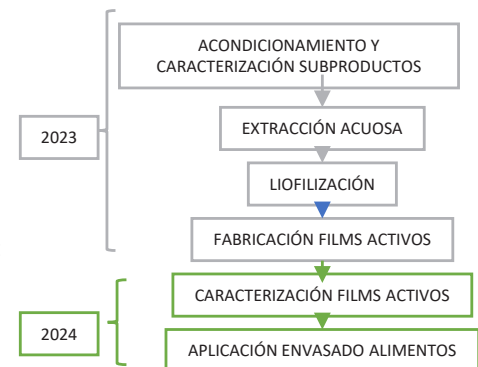 ACONDICIONAMIENTO Y
CARACTERIZACIÓN SUBPRODUCTOS
2023
EXTRACCIÓN ACUOSA
LIOFILIZACIÓN
FABRICACIÓN FILMS ACTIVOS
CARACTERIZACIÓN FILMS ACTIVOS
2024
APLICACIÓN ENVASADO ALIMENTOS